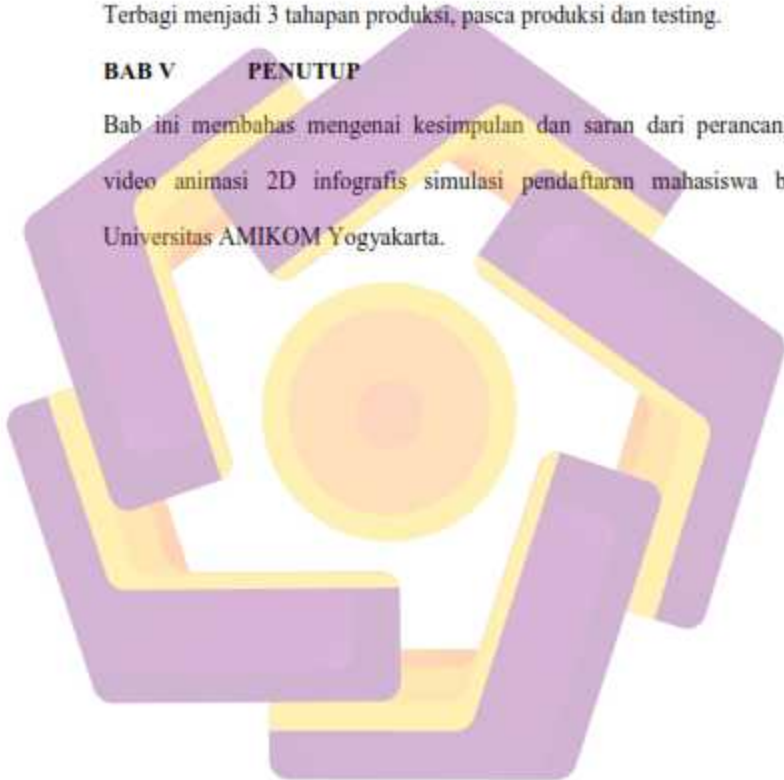 Terbagi menjadi 3 tahapan produksi, pasca produksi dan testing.
BAB V PENUTUP
Bab ini membahas mengenai kesimpulan dan saran dari perancan
video animasi 2D infografis simulasi pendaftaran mahasiswa b
Universitas AMIKOM Yogyakarta.